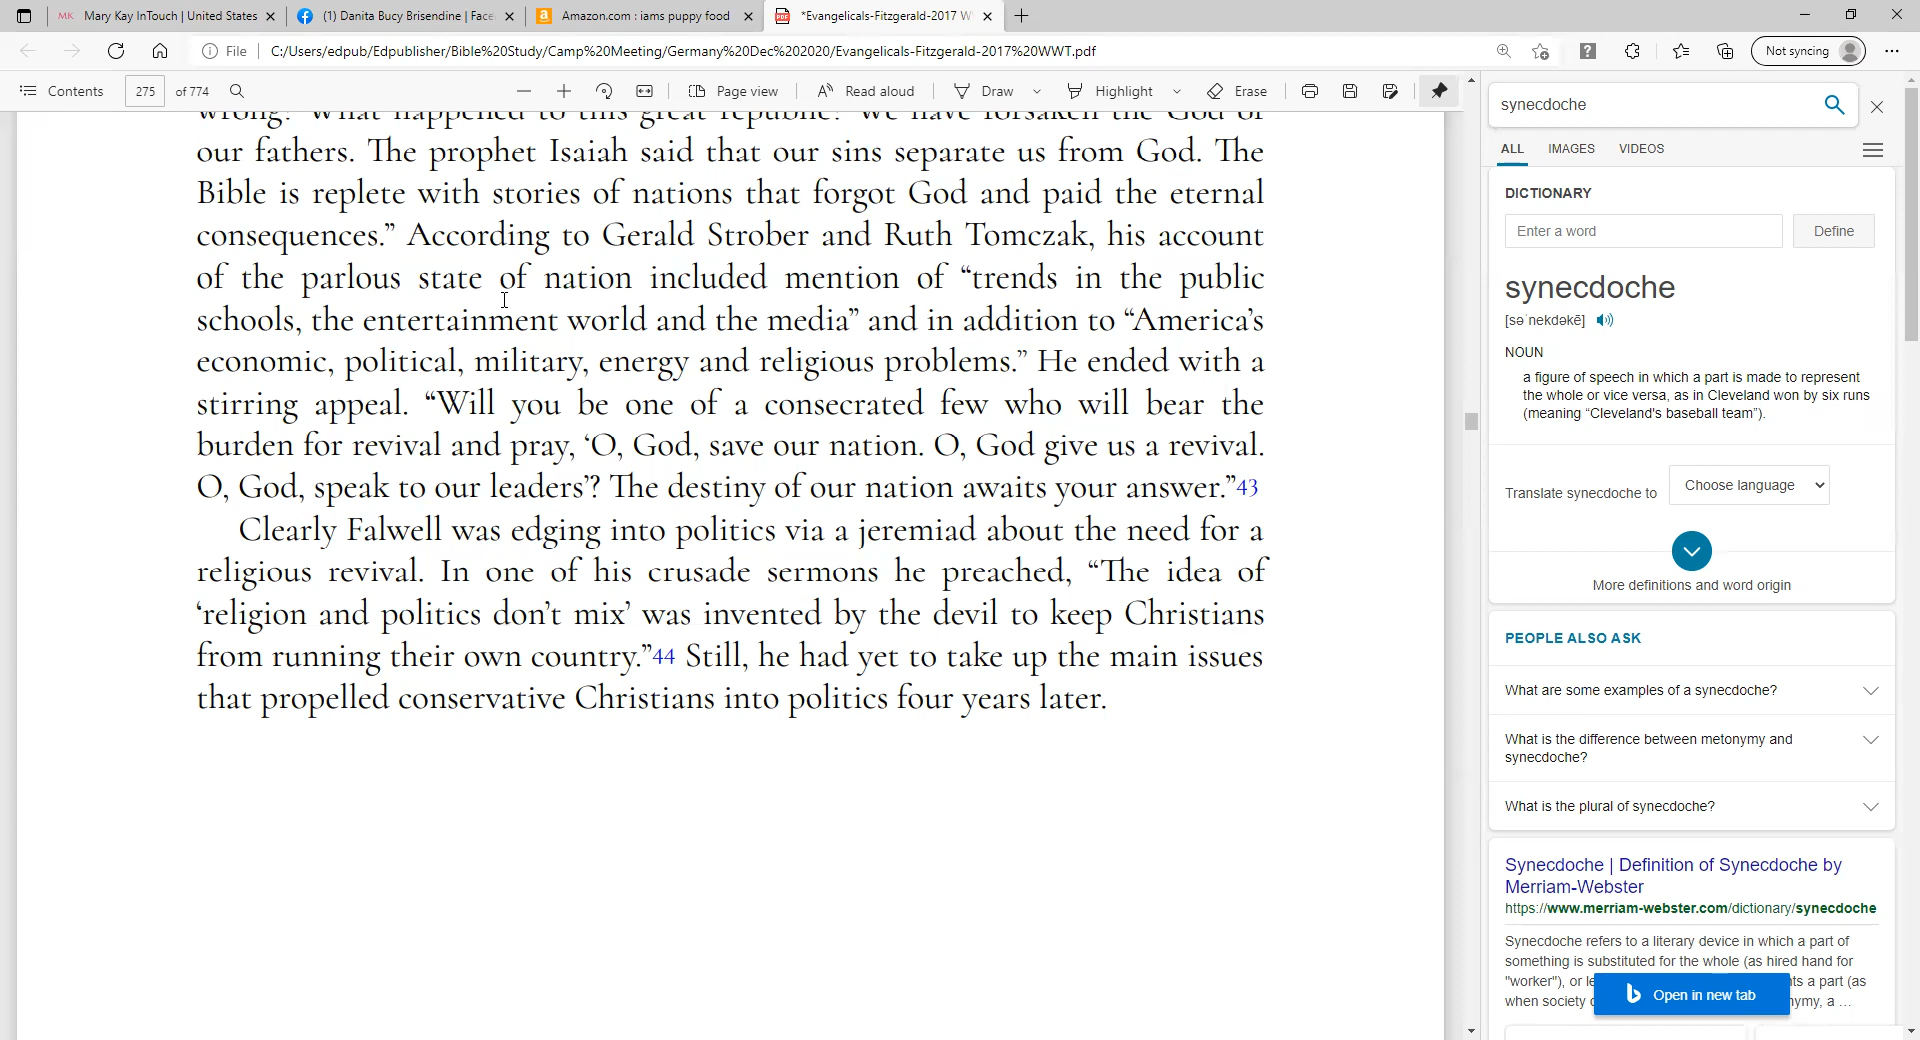 Mary Kay InTouch | United States
(1) Danita Bucy Brisendine | Face
Amazon.com : iams puppy food
*Evangelicals-Fitzgerald-2017 W
File
C:/Users/edpub/Edpublisher/Bible%20Study/Camp%20Meeting/Germany%20Dec%202020/Evangelicals-Fitzgerald-2017%20WWT.pdf
Not syncing
Contents
275 of 774
Page view
Read aloud
Draw
Highlight
Erase
wrong? What happened to this great republic? We have forsaken the God of
our fathers. The prophet Isaiah said that our sins separate us from God. The
Bible is replete with stories of nations that forgot God and paid the eternal
consequences.” According to Gerald Strober and Ruth Tomczak, his account
of the parlous state of nation included mention of “trends in the public
schools, the entertainment world and the media” and in addition to “America’s
economic, political, military, energy and religious problems.” He ended with a
stirring appeal. “Will you be one of a consecrated few who will bear the
burden for revival and pray, ‘O, God, save our nation. O, God give us a revival.
O, God, speak to our leaders’? The destiny of our nation awaits your answer.”43
Clearly Falwell was edging into politics via a jeremiad about the need for a
religious revival. In one of his crusade sermons he preached, “The idea of
‘religion and politics don’t mix’ was invented by the devil to keep Christians
from running their own country.”44 Still, he had yet to take up the main issues
that propelled conservative Christians into politics four years later.
synecdoche
ALL IMAGES VIDEOS
DICTIONARY
Enter a word
Define
synecdoche
[səˈnekdəkē]
NOUN
a figure of speech in which a part is made to represent
the whole or vice versa, as in Cleveland won by six runs
(meaning “Cleveland's baseball team”).
Translate synecdoche to
Choose language
More definitions and word origin
PEOPLE ALSO ASK
What are some examples of a synecdoche?
What is the difference between metonymy and
synecdoche?
What is the plural of synecdoche?
Synecdoche | Definition of Synecdoche by
Merriam-Webster
https://www.merriam-webster.com/dictionary/synecdoche
Synecdoche refers to a literary device in which a part of
something is substituted for the whole (as hired hand for
"worker"), or a part (as
when society
Open in new tab